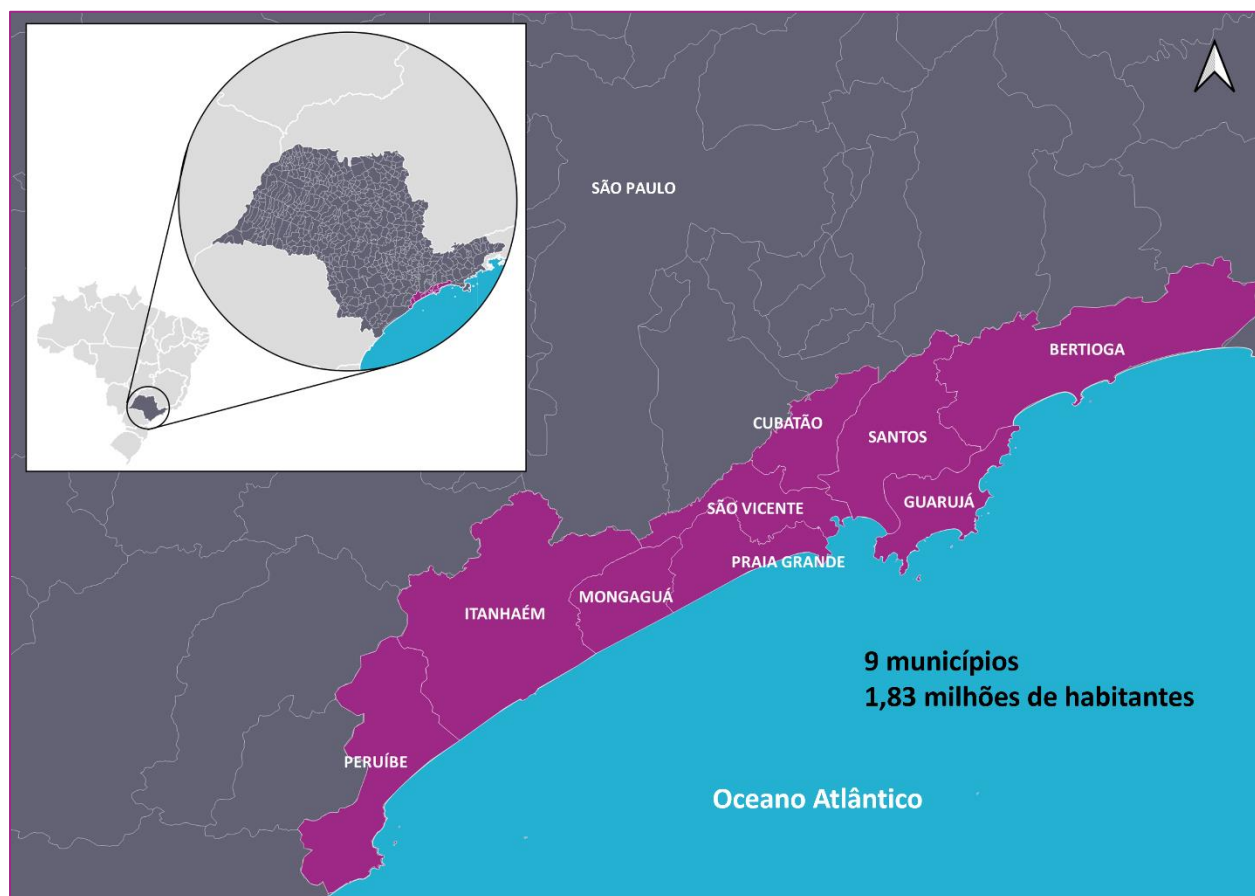 SÃO PAULO
BERTIOGA
CUBATÃO
SANTOS
GUARUJÁ
SÃO VICENTE
PRAIA GRANDE
MONGAGUÁ
ITANHAÉM
PERUÍBE
9 municípios
1,83 milhões de habitantes
Oceano Atlântico